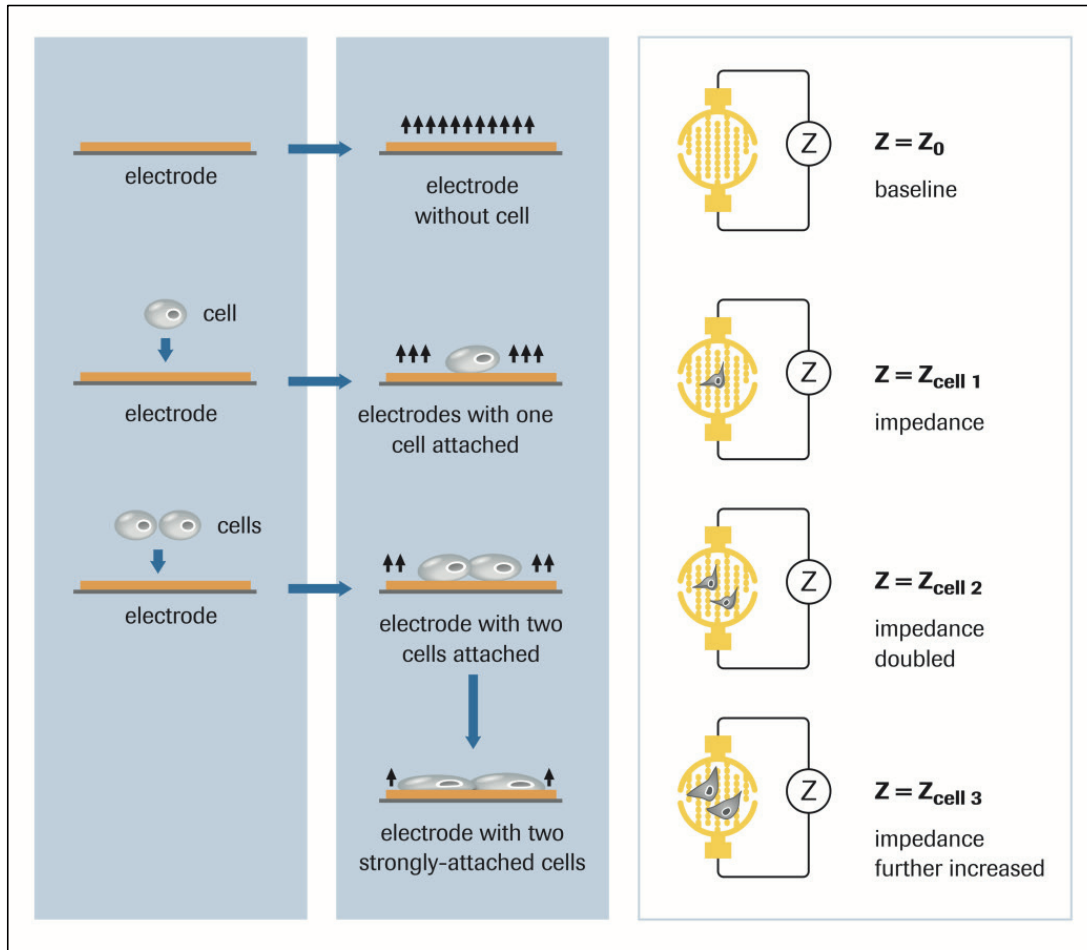 electrode
electrode
without cell
Z
Z = Z0
baseline
cell
electrode
electrodes with one
cell attached
Z
Z = Zcell 1
impedance
cells
electrode
electrode with two
cells attached
Z
Z = Zcell 2
impedance
doubled
electrode with two
strongly-attached cells
Z
Z = Zcell 3
impedance
further increased